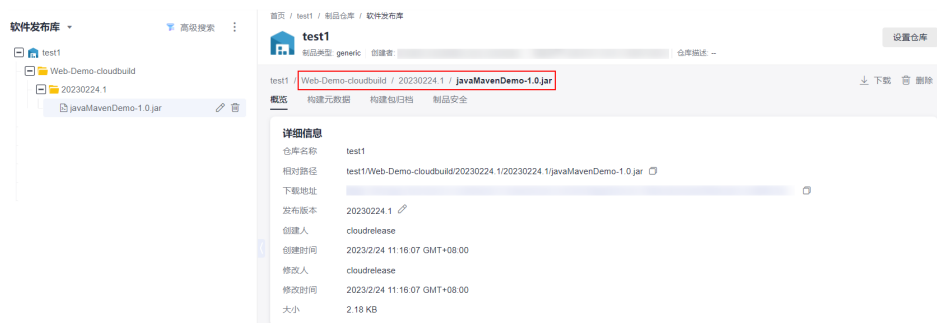 首页 / test1 / 制品仓库 / 软件发布库
软件发布库
高级搜索
test1
设置仓库
制品类型: generic 创建者: 仓库描述: --
test1
Web-Demo-cloudbuild
20230224.1
javaMavenDemo-1.0.jar
test1 / Web-Demo-cloudbuild / 20230224.1 / javaMavenDemo-1.0.jar
下载 删除
概览 构建元数据 构建包归档 制品安全
详细信息
仓库名称 test1
相对路径 test1/Web-Demo-cloudbuild/20230224.1/20230224.1/javaMavenDemo-1.0.jar
下载地址
发布版本 20230224.1
创建人 cloudrelease
创建时间 2023/2/24 11:16:07 GMT+08:00
修改人 cloudrelease
修改时间 2023/2/24 11:16:07 GMT+08:00
大小 2.18 KB